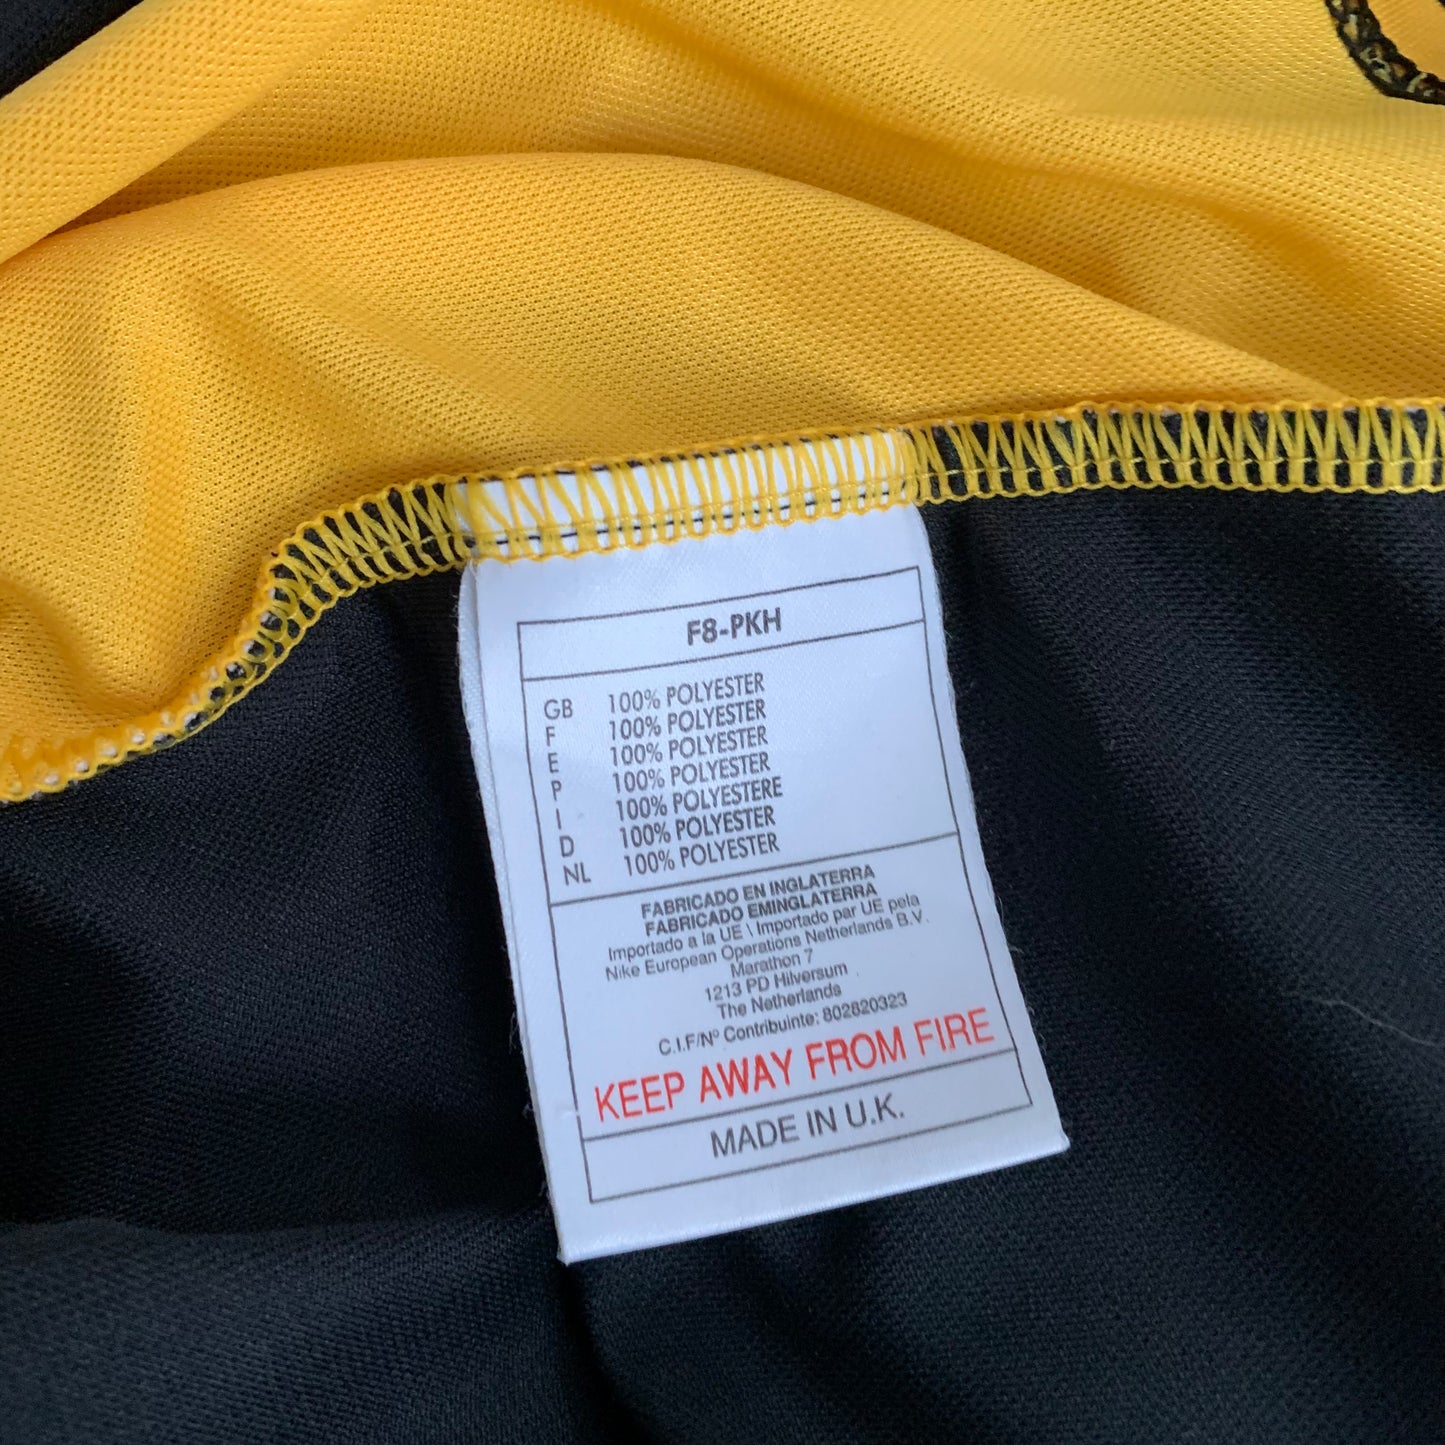 F8-PKH
GB 100% POLYESTER
F 100% POLYESTER
E 100% POLYESTER
P 100% POLYESTER
I 100% POLYESTERE
D 100% POLYESTER
NL 100% POLYESTER
FABRICADO EN INGLATERRA
FABRICADO EMINGLATERRA
Importado a la UE \ Importado par UE pela
Nike European Operations Netherlands B.V.
Marathon 7
1213 PD Hilversum
The Netherlands
C.I.F/Nº Contribuinte: 802820323
KEEP AWAY FROM FIRE
MADE IN U.K.